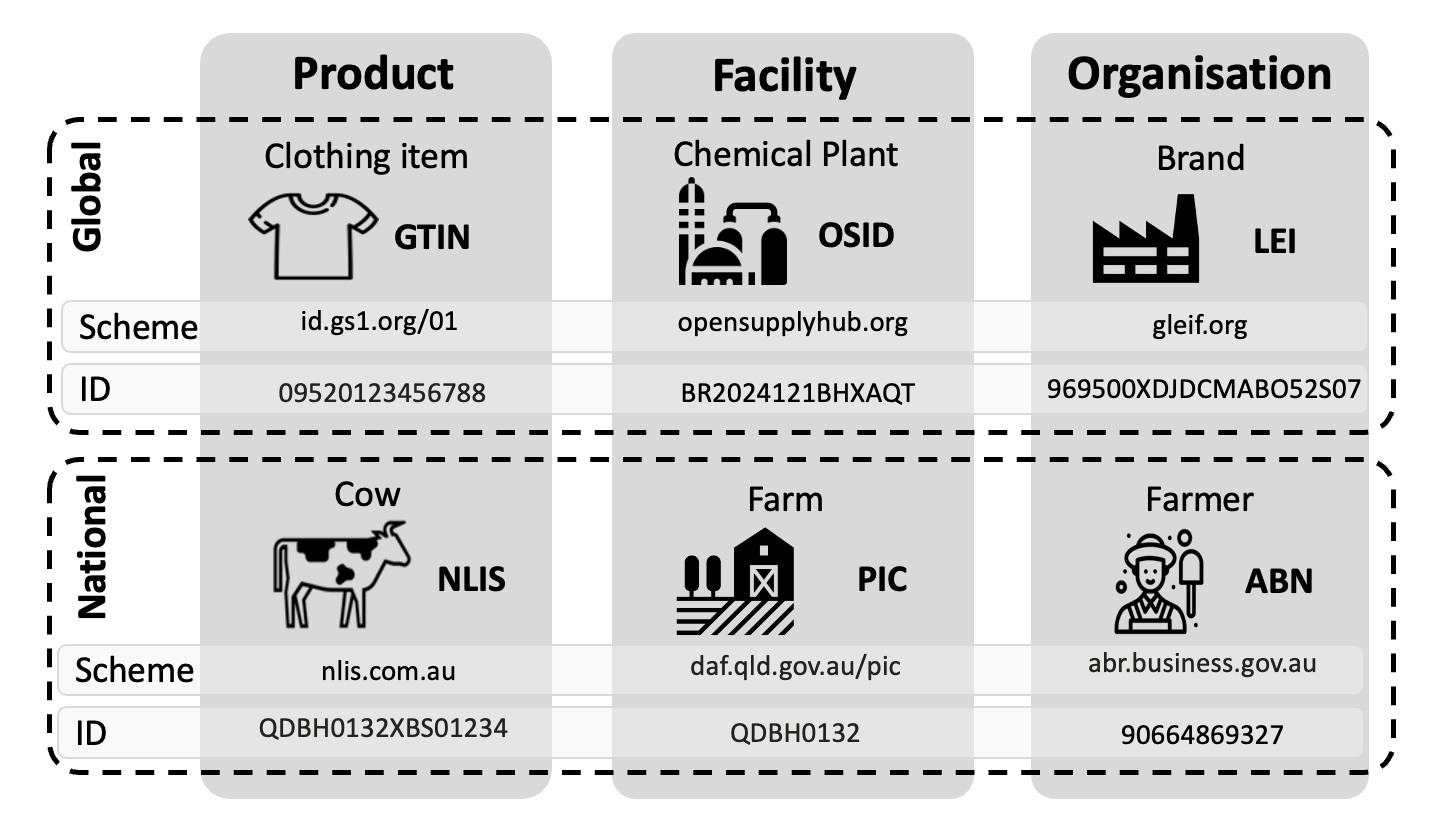 Product
Facility
Organisation
Global
Clothing item
GTIN
Chemical Plant
OSID
Brand
LEI
Scheme
id.gs1.org/01
opensupplyhub.org
gleif.org
ID
09520123456788
BR2024121BHXAQT
969500XDJDCMABO52S07
National
Cow
NLIS
Farm
PIC
Farmer
ABN
Scheme
nlis.com.au
daf.qld.gov.au/pic
abr.business.gov.au
ID
QDBH0132XBS01234
QDBH0132
90664869327